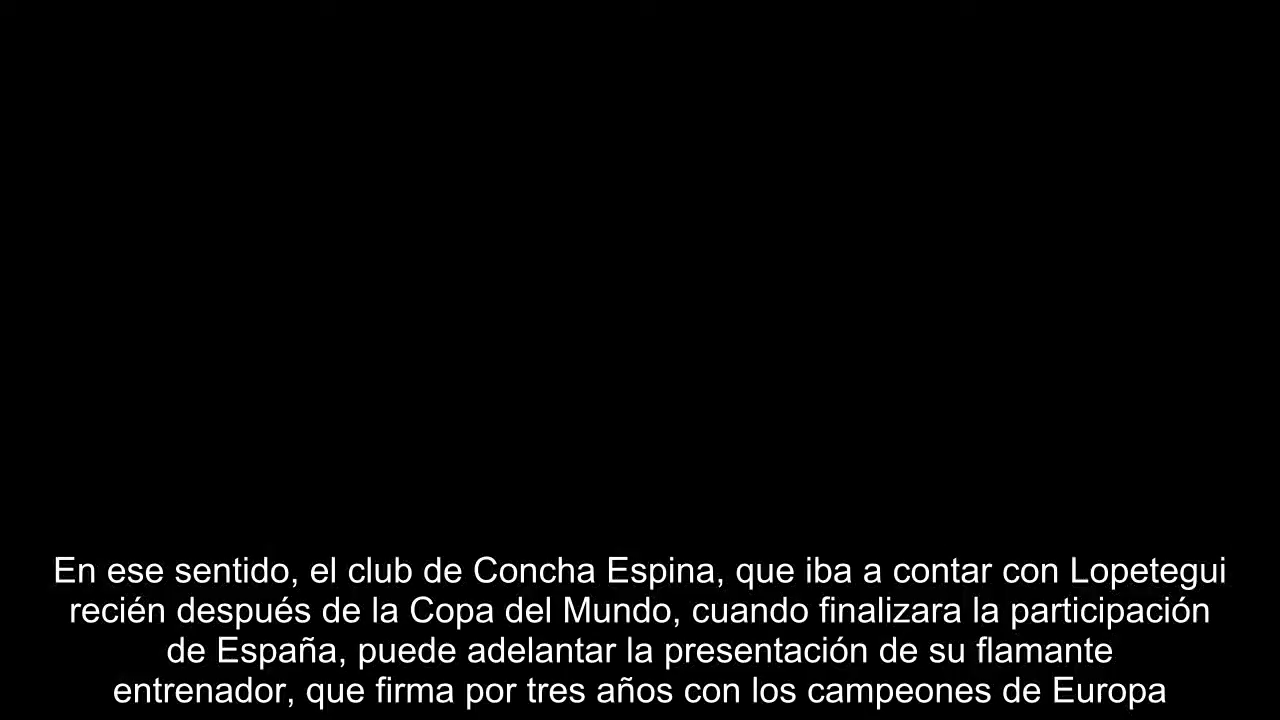 En ese sentido, el club de Concha Espina, que iba a contar con Lopetegui
recién después de la Copa del Mundo, cuando finalizara la participación
de España, puede adelantar la presentación de su flamante
entrenador, que firma por tres años con los campeones de Europa